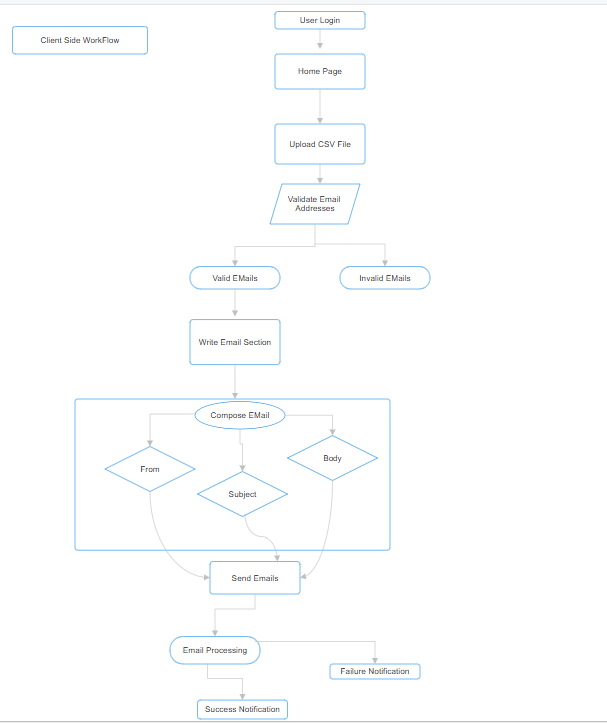 User Login
Client Side WorkFlow
Home Page
Upload CSV File
Validate Email
Addresses
Valid EMails
Invalid EMails
Write Email Section
Compose EMail
From
Body
Subject
Send Emails
Email Processing
Failure Notification
Success Notification